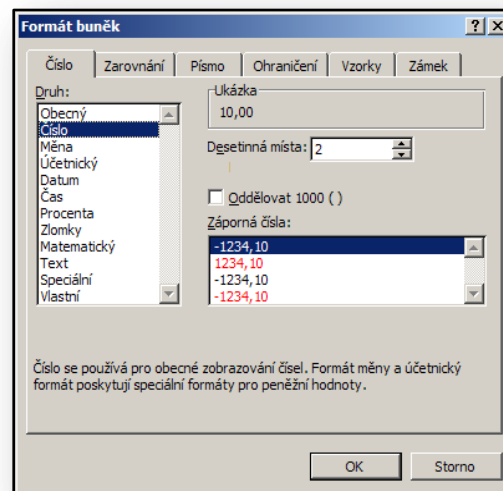 Formát buněk
Číslo Zarovnání Písmo Ohraničení Vzorky Zámek
Druh:
Obecný
Číslo
Měna
Účetnický
Datum
Čas
Procenta
Zlomky
Matematický
Text
Speciální
Vlastní
Ukázka
10,00
Desetinná místa: 2
Oddělovat 1000 ( )
Záporná čísla:
-1234,10
1234,10
-1234,10
-1234,10
Číslo se používá pro obecné zobrazování čísel. Formát měny a účetnický
formát poskytují speciální formáty pro peněžní hodnoty.
OK Storno